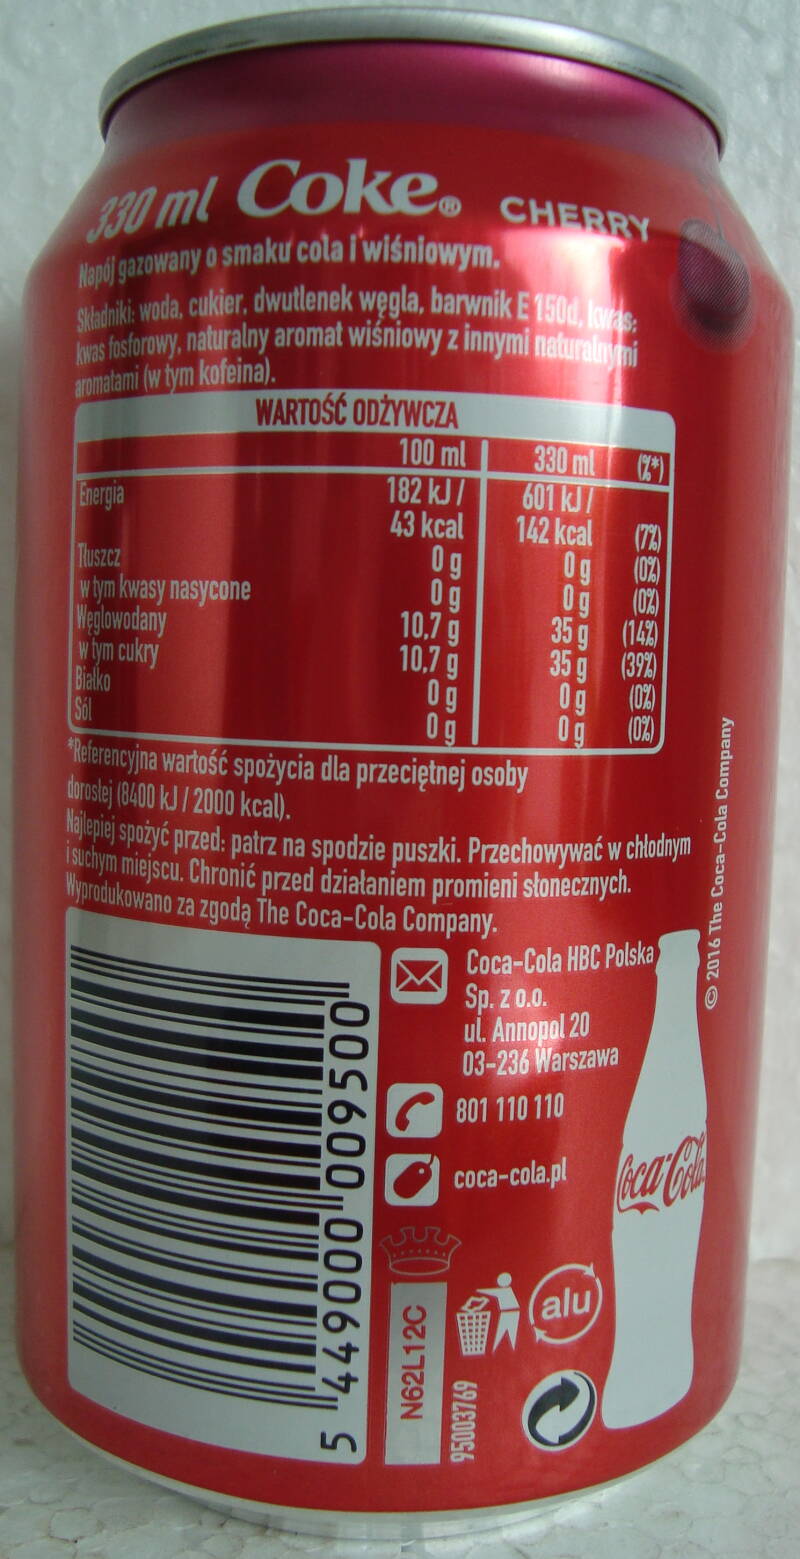 330 ml Coke® CHERRY
Napój gazowany o smaku cola i wiśniowym.
Składniki: woda, cukier, dwutlenek węgla, barwnik E 150d, kwas:
kwas fosforowy, naturalny aromat wiśniowy z innymi naturalnymi
aromatami (w tym kofeina).
WARTOŚĆ ODŻYWCZA
100 ml 330 ml (%*)
Energia 182 kJ / 601 kJ /
43 kcal 142 kcal (7%)
Tłuszcz 0 g 0 g (0%)
w tym kwasy nasycone 0 g 0 g (0%)
Węglowodany 10,7 g 35 g (14%)
w tym cukry 10,7 g 35 g (39%)
Białko 0 g 0 g (0%)
Sól 0 g 0 g (0%)
*Referencyjna wartość spożycia dla przeciętnej osoby
dorosłej (8400 kJ / 2000 kcal).
Najlepiej spożyć przed: patrz na spodzie puszki. Przechowywać w chłodnym
i suchym miejscu. Chronić przed działaniem promieni słonecznych.
Wyprodukowano za zgodą The Coca-Cola Company.
© 2016 The Coca-Cola Company
Coca-Cola HBC Polska
Sp. z o.o.
ul. Annopol 20
03-236 Warszawa
801 110 110
coca-cola.pl
Coca-Cola
5 449000 009500
N62L12C
95003769
alu